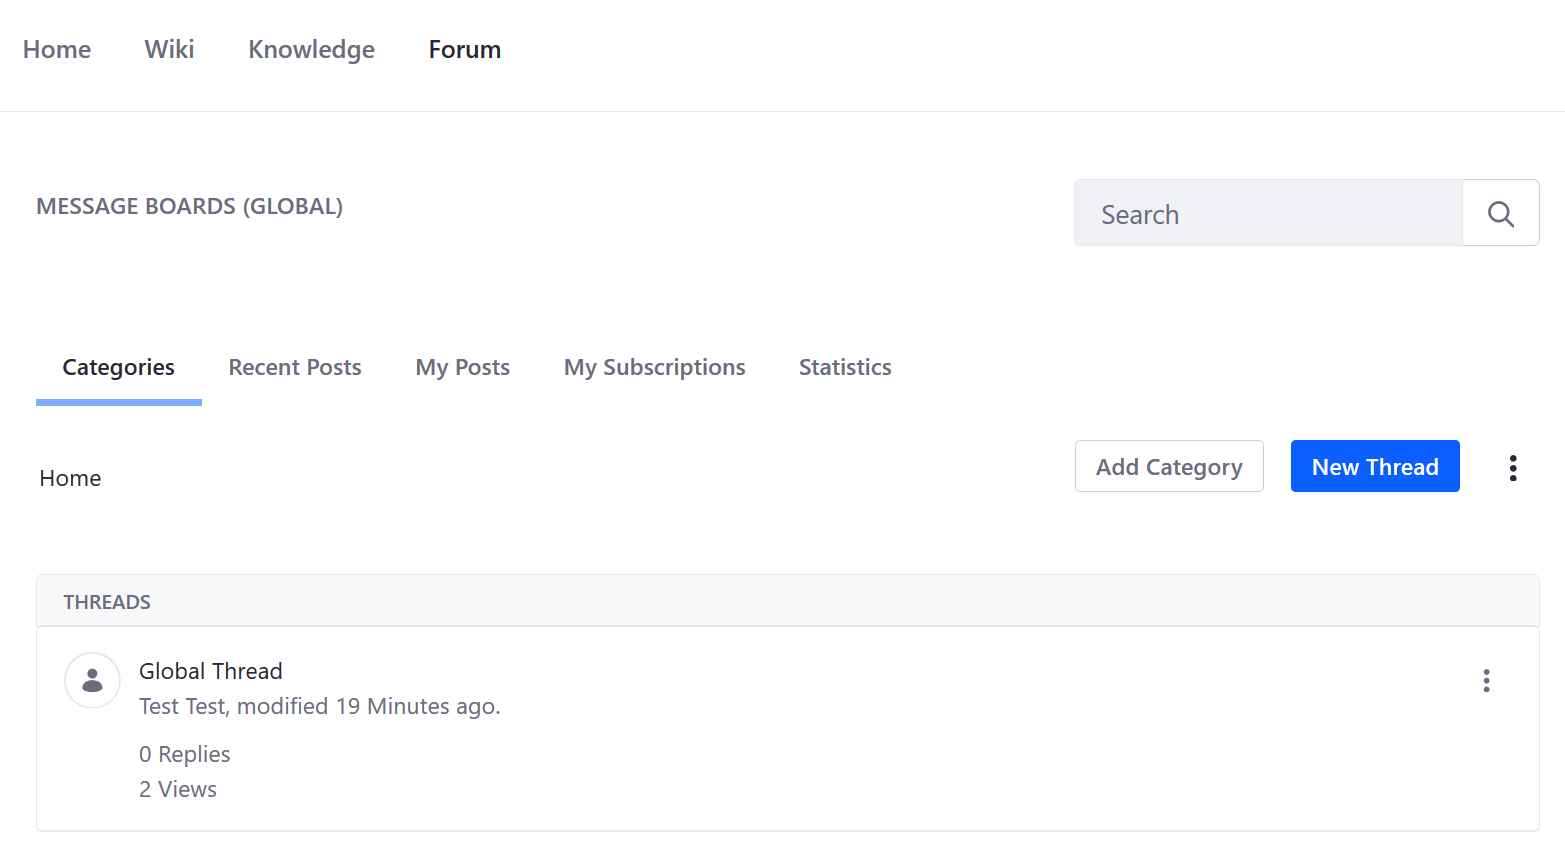 Home Wiki Knowledge Forum
MESSAGE BOARDS (GLOBAL)
Search
Categories Recent Posts My Posts My Subscriptions Statistics
Home
Add Category New Thread
THREADS
Global Thread
Test Test, modified 19 Minutes ago.
0 Replies
2 Views